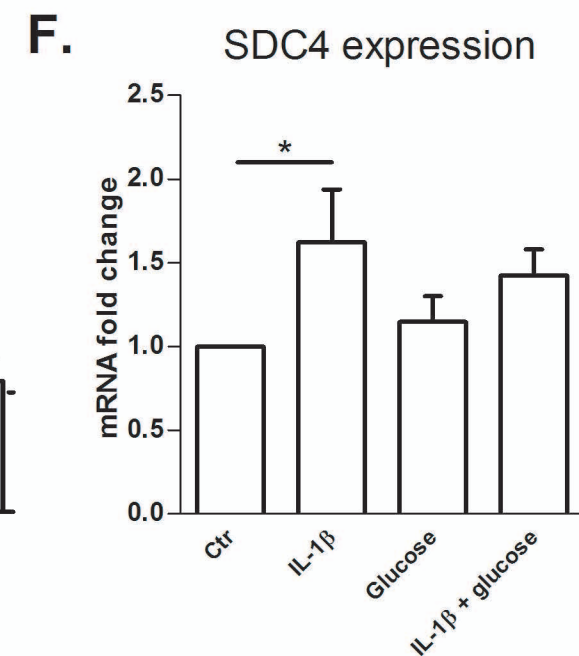 F.
SDC4 expression
mRNA fold change
2.5
2.0
1.5
1.0
0.5
0.0
*
Ctr
IL-1β
Glucose
IL-1β + glucose